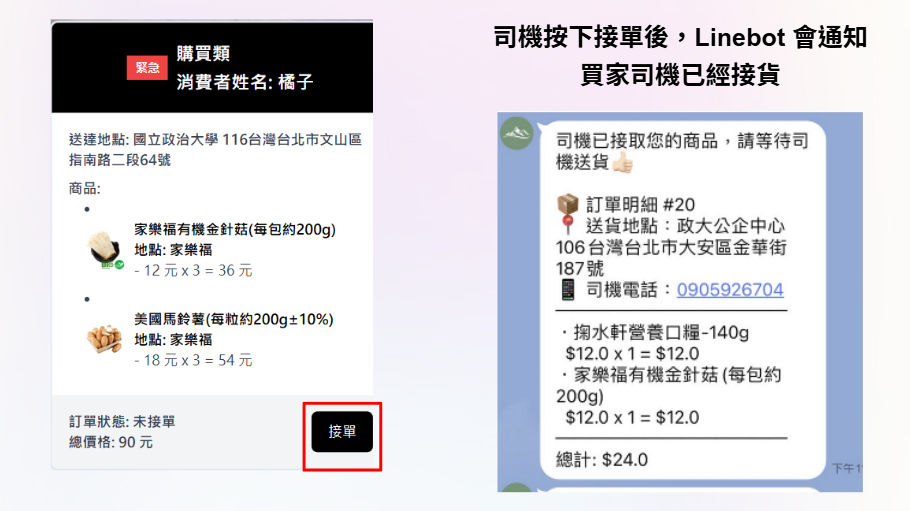 緊急
購買類
消費者姓名: 橘子
送達地點: 國立政治大學 116台灣台北市文山區
指南路二段64號
商品:
家樂福有機金針菇(每包約200g)
地點: 家樂福
- 12 元 x 3 = 36 元
美國馬鈴薯(每粒約200g±10%)
地點: 家樂福
- 18 元 x 3 = 54 元
訂單狀態: 未接單
總價格: 90 元
接單
司機按下接單後，Linebot 會通知
買家司機已經接貨
司機已接取您的商品，請等待司
機送貨👍🏻
📦 訂單明細 #20
📍 送貨地點：政大公企中心
106台灣台北市大安區金華街
187號
📱 司機電話：0905926704
・掬水軒營養口糧-140g
$12.0 x 1 = $12.0
・家樂福有機金針菇 (每包約
200g)
$12.0 x 1 = $12.0
總計: $24.0
下午